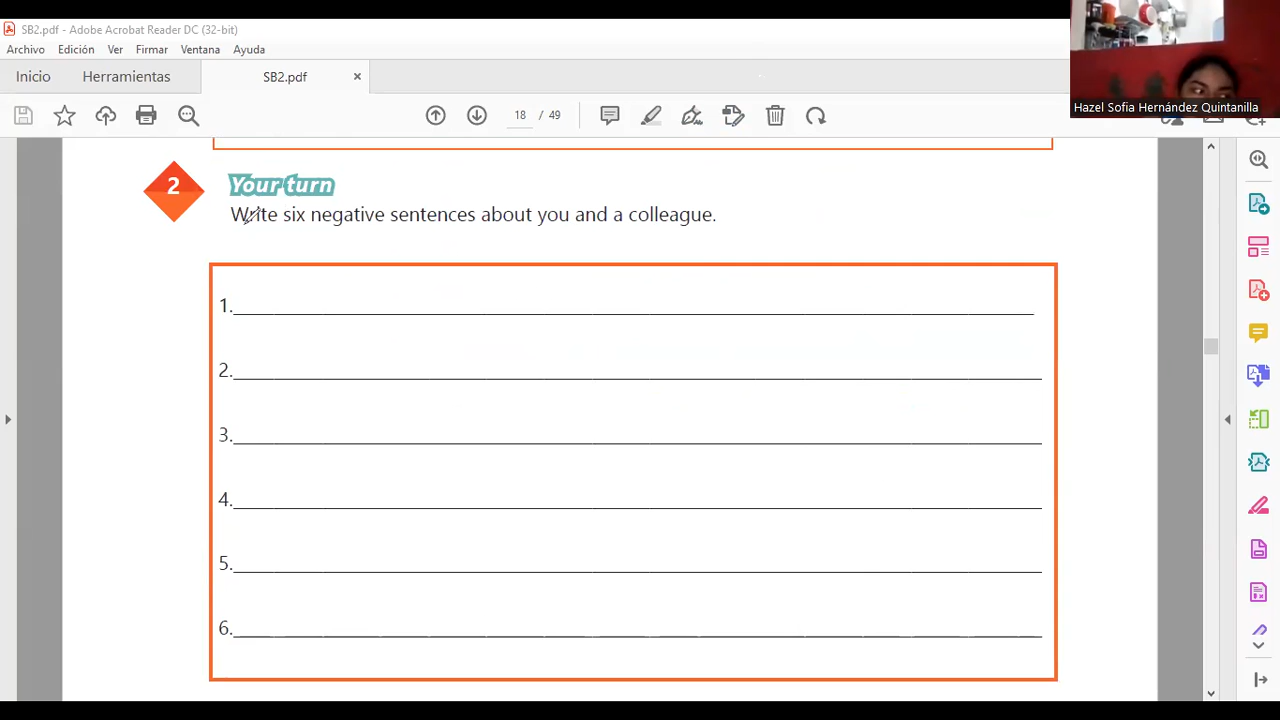 SB2.pdf - Adobe Acrobat Reader DC (32-bit)
Archivo Edición Ver Firmar Ventana Ayuda
Inicio Herramientas SB2.pdf ×
18 / 49
Hazel Sofía Hernández Quintanilla
2 Your turn
Write six negative sentences about you and a colleague.
1.
2.
3.
4.
5.
6.